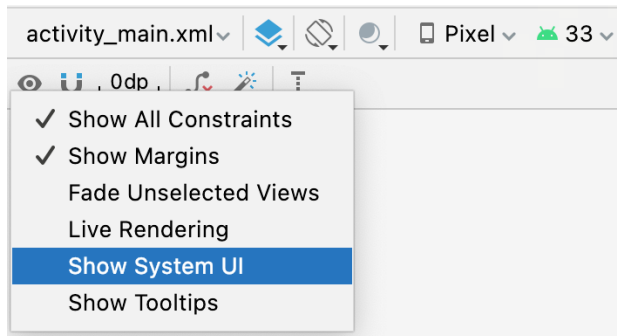 activity_main.xml Pixel 33
0dp
✓ Show All Constraints
✓ Show Margins
Fade Unselected Views
Live Rendering
Show System UI
Show Tooltips